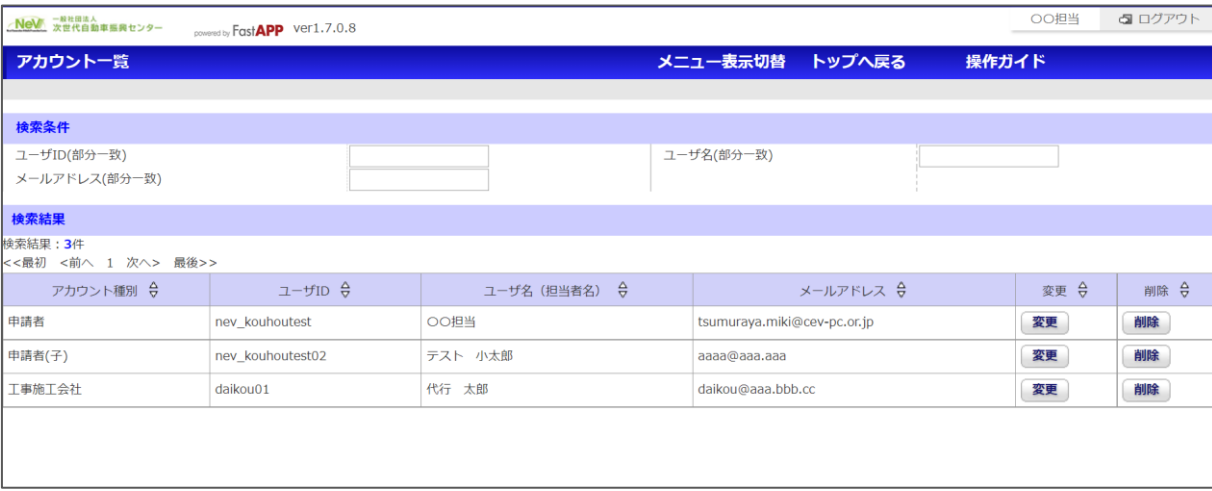 NeV 一般社団法人
次世代自動車振興センター powered by FastAPP ver1.7.0.8 〇〇担当 ログアウト
アカウント一覧 メニュー表示切替 トップへ戻る 操作ガイド
検索条件
ユーザID(部分一致) ユーザ名(部分一致)
メールアドレス(部分一致)
検索結果
検索結果：3件
<<最初 <前へ 1 次へ> 最後>>
アカウント種別 ユーザID ユーザ名（担当者名） メールアドレス 変更 削除
申請者 nev_kouhoutest 〇〇担当 tsumuraya.miki@cev-pc.or.jp 変更 削除
申請者(子) nev_kouhoutest02 テスト　小太郎 aaaa@aaa.aaa 変更 削除
工事施工会社 daikou01 代行　太郎 daikou@aaa.bbb.cc 変更 削除